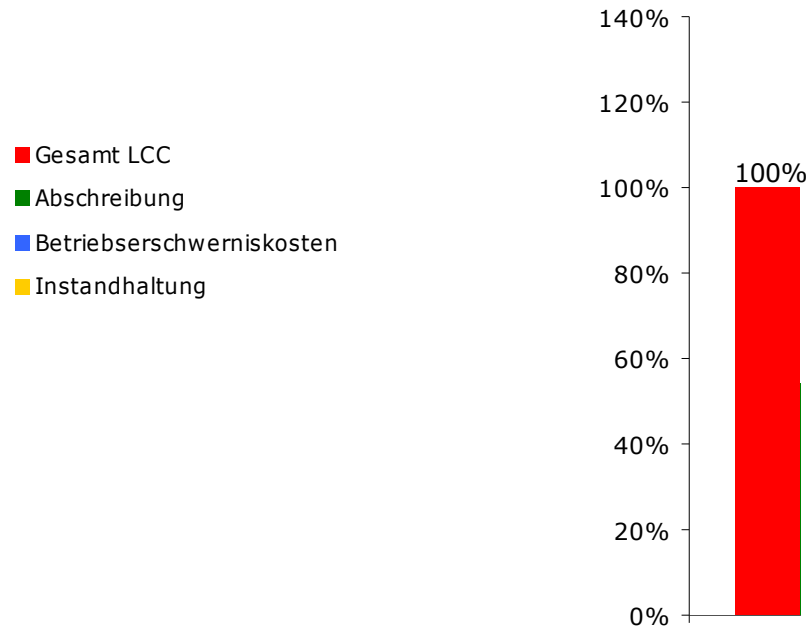 Gesamt LCC
Abschreibung
Betriebserschwerniskosten
Instandhaltung
140%
120%
100%
100%
80%
60%
40%
20%
0%